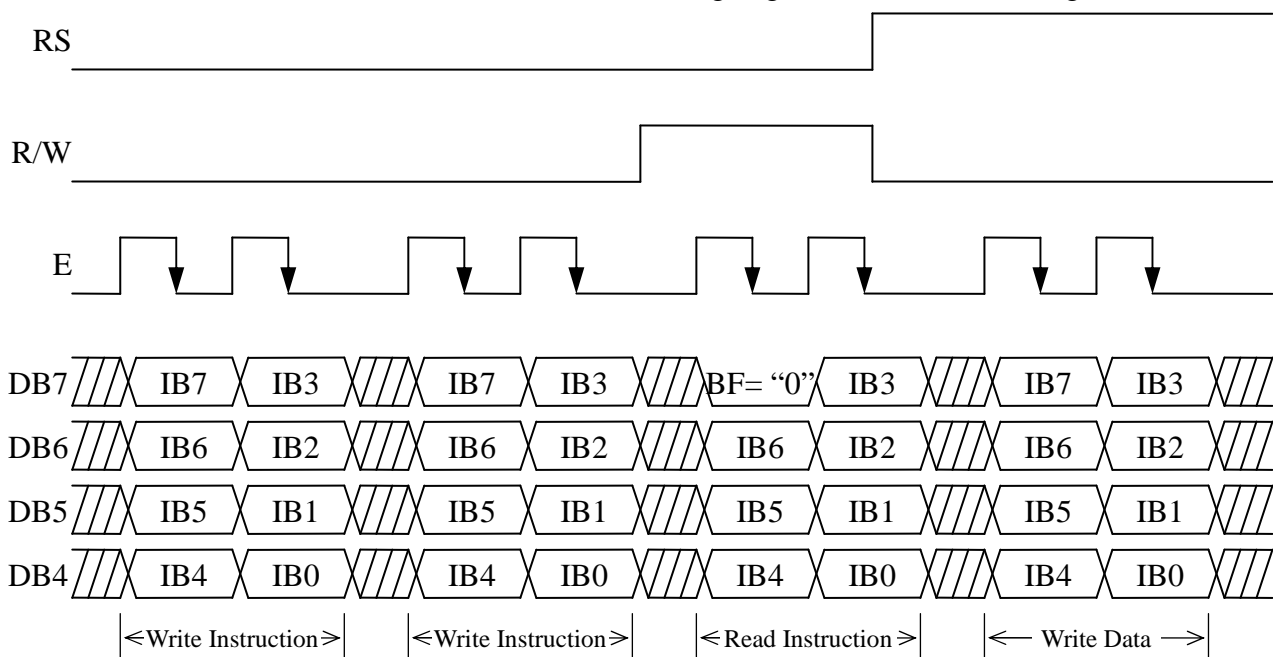 RS
R/W
E
DB7 IB7 IB3 IB7 IB3 BF= “0” IB3 IB7 IB3
DB6 IB6 IB2 IB6 IB2 IB6 IB2 IB6 IB2
DB5 IB5 IB1 IB5 IB1 IB5 IB1 IB5 IB1
DB4 IB4 IB0 IB4 IB0 IB4 IB0 IB4 IB0
Write Instruction Write Instruction Read Instruction Write Data